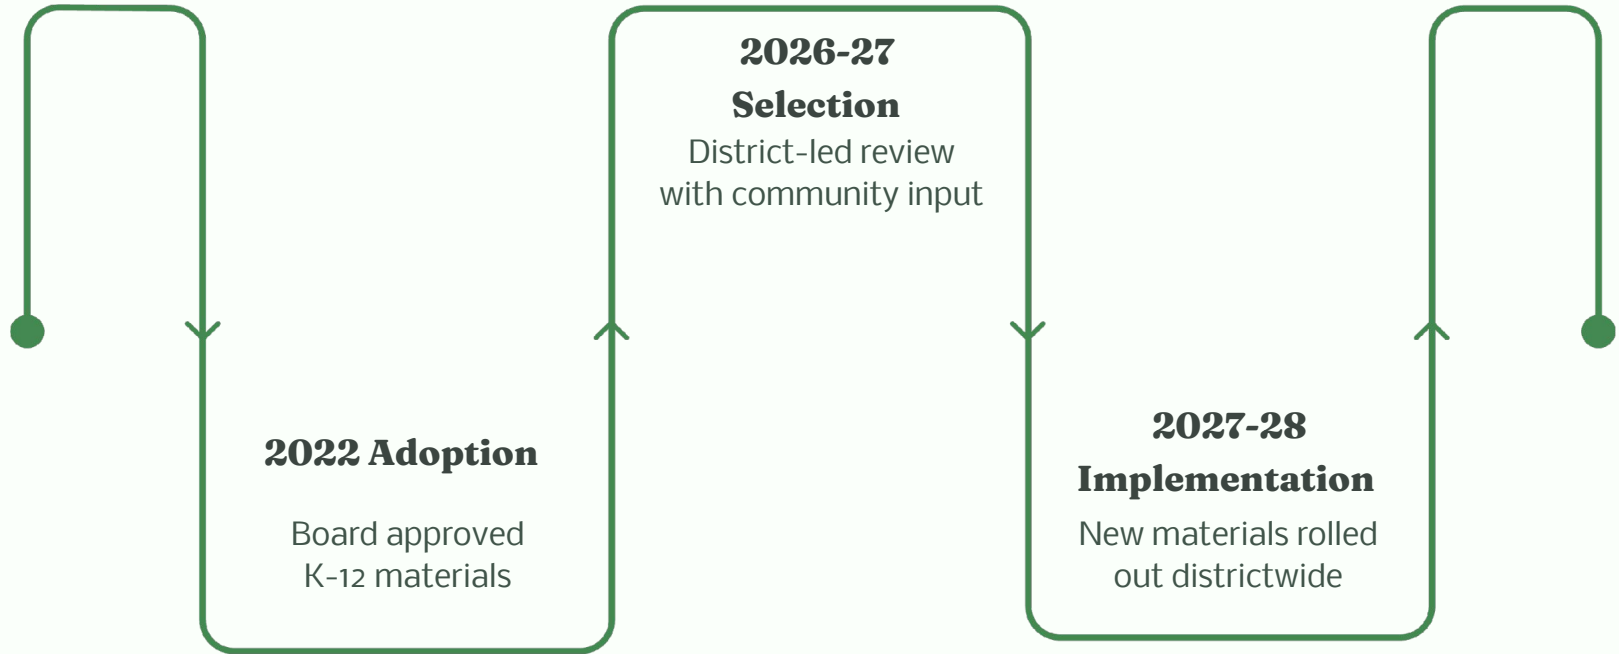 2022 Adoption
Board approved
K-12 materials
2026-27
Selection
District-led review
with community input
2027-28
Implementation
New materials rolled
out districtwide